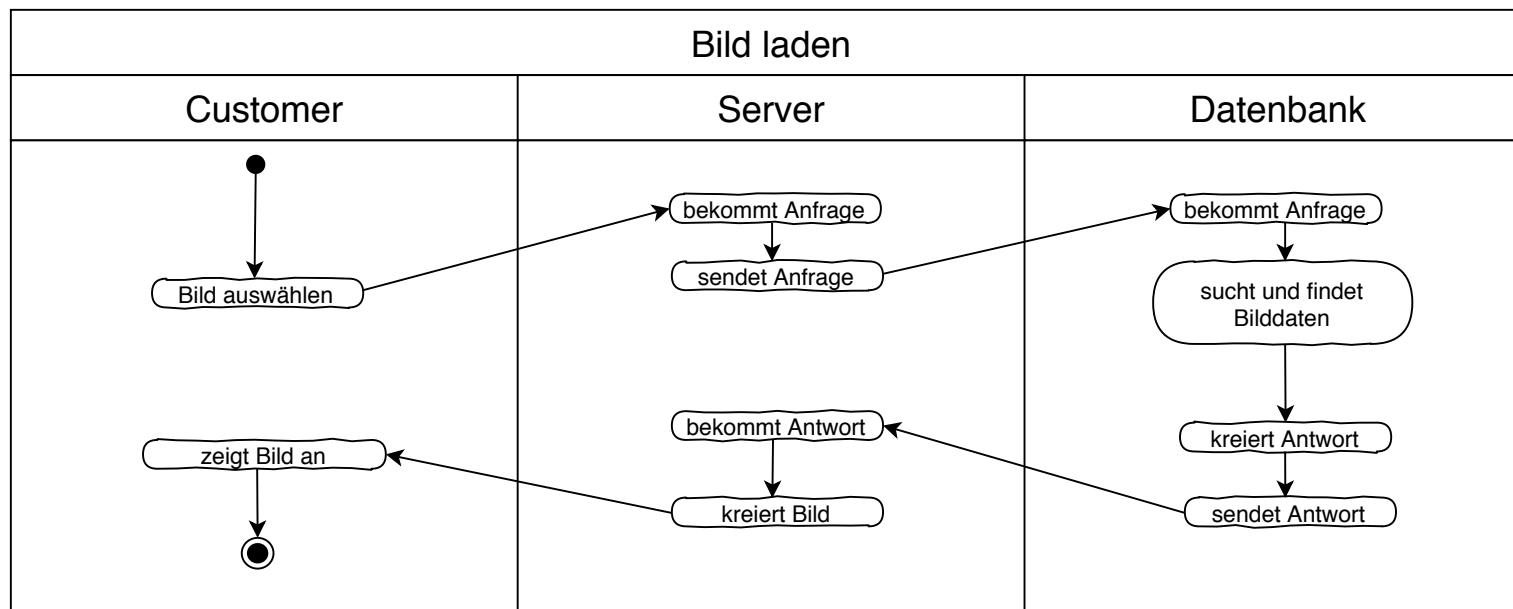 Bild laden
Customer
Server
Datenbank
Bild auswählen
bekommt Anfrage
sendet Anfrage
bekommt Anfrage
sucht und findet
Bilddaten
kreiert Antwort
sendet Antwort
bekommt Antwort
kreiert Bild
zeigt Bild an